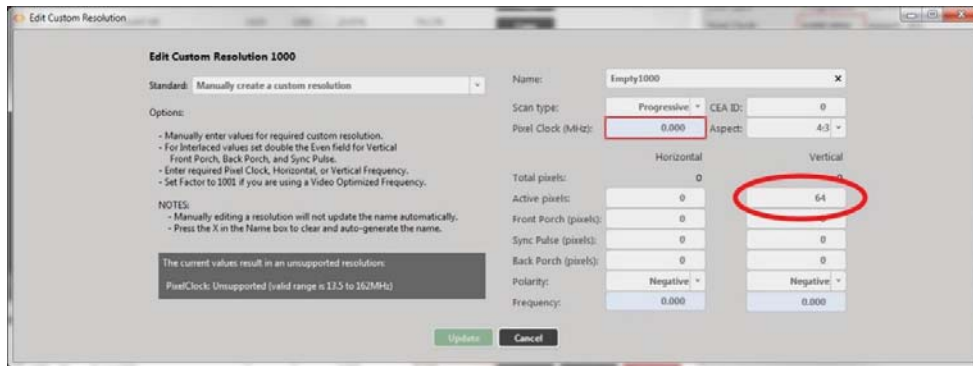 Edit Custom Resolution
Edit Custom Resolution 1000
Standard: Manually create a custom resolution
Options:
- Manually enter values for required custom resolution.
- For Interlaced values set double the Even field for Vertical
Front Porch, Back Porch, and Sync Pulse.
- Enter required Pixel Clock, Horizontal, or Vertical Frequency.
- Set Factor to 1001 if you are using a Video Optimized Frequency.
NOTES:
- Manually editing a resolution will not update the name automatically.
- Press the X in the Name box to clear and auto-generate the name.
The current values result in an unsupported resolution:
PixelClock: Unsupported (valid range is 13.5 to 162MHz)
Name: Empty1000 x
Scan type: Progressive CEA ID: 0
Pixel Clock (MHz): 0.000 Aspect: 4:3
Horizontal Vertical
Total pixels: 0 0
Active pixels: 0 64
Front Porch (pixels): 0 0
Sync Pulse (pixels): 0 0
Back Porch (pixels): 0 0
Polarity: Negative Negative
Frequency: 0.000 0.000
Update Cancel